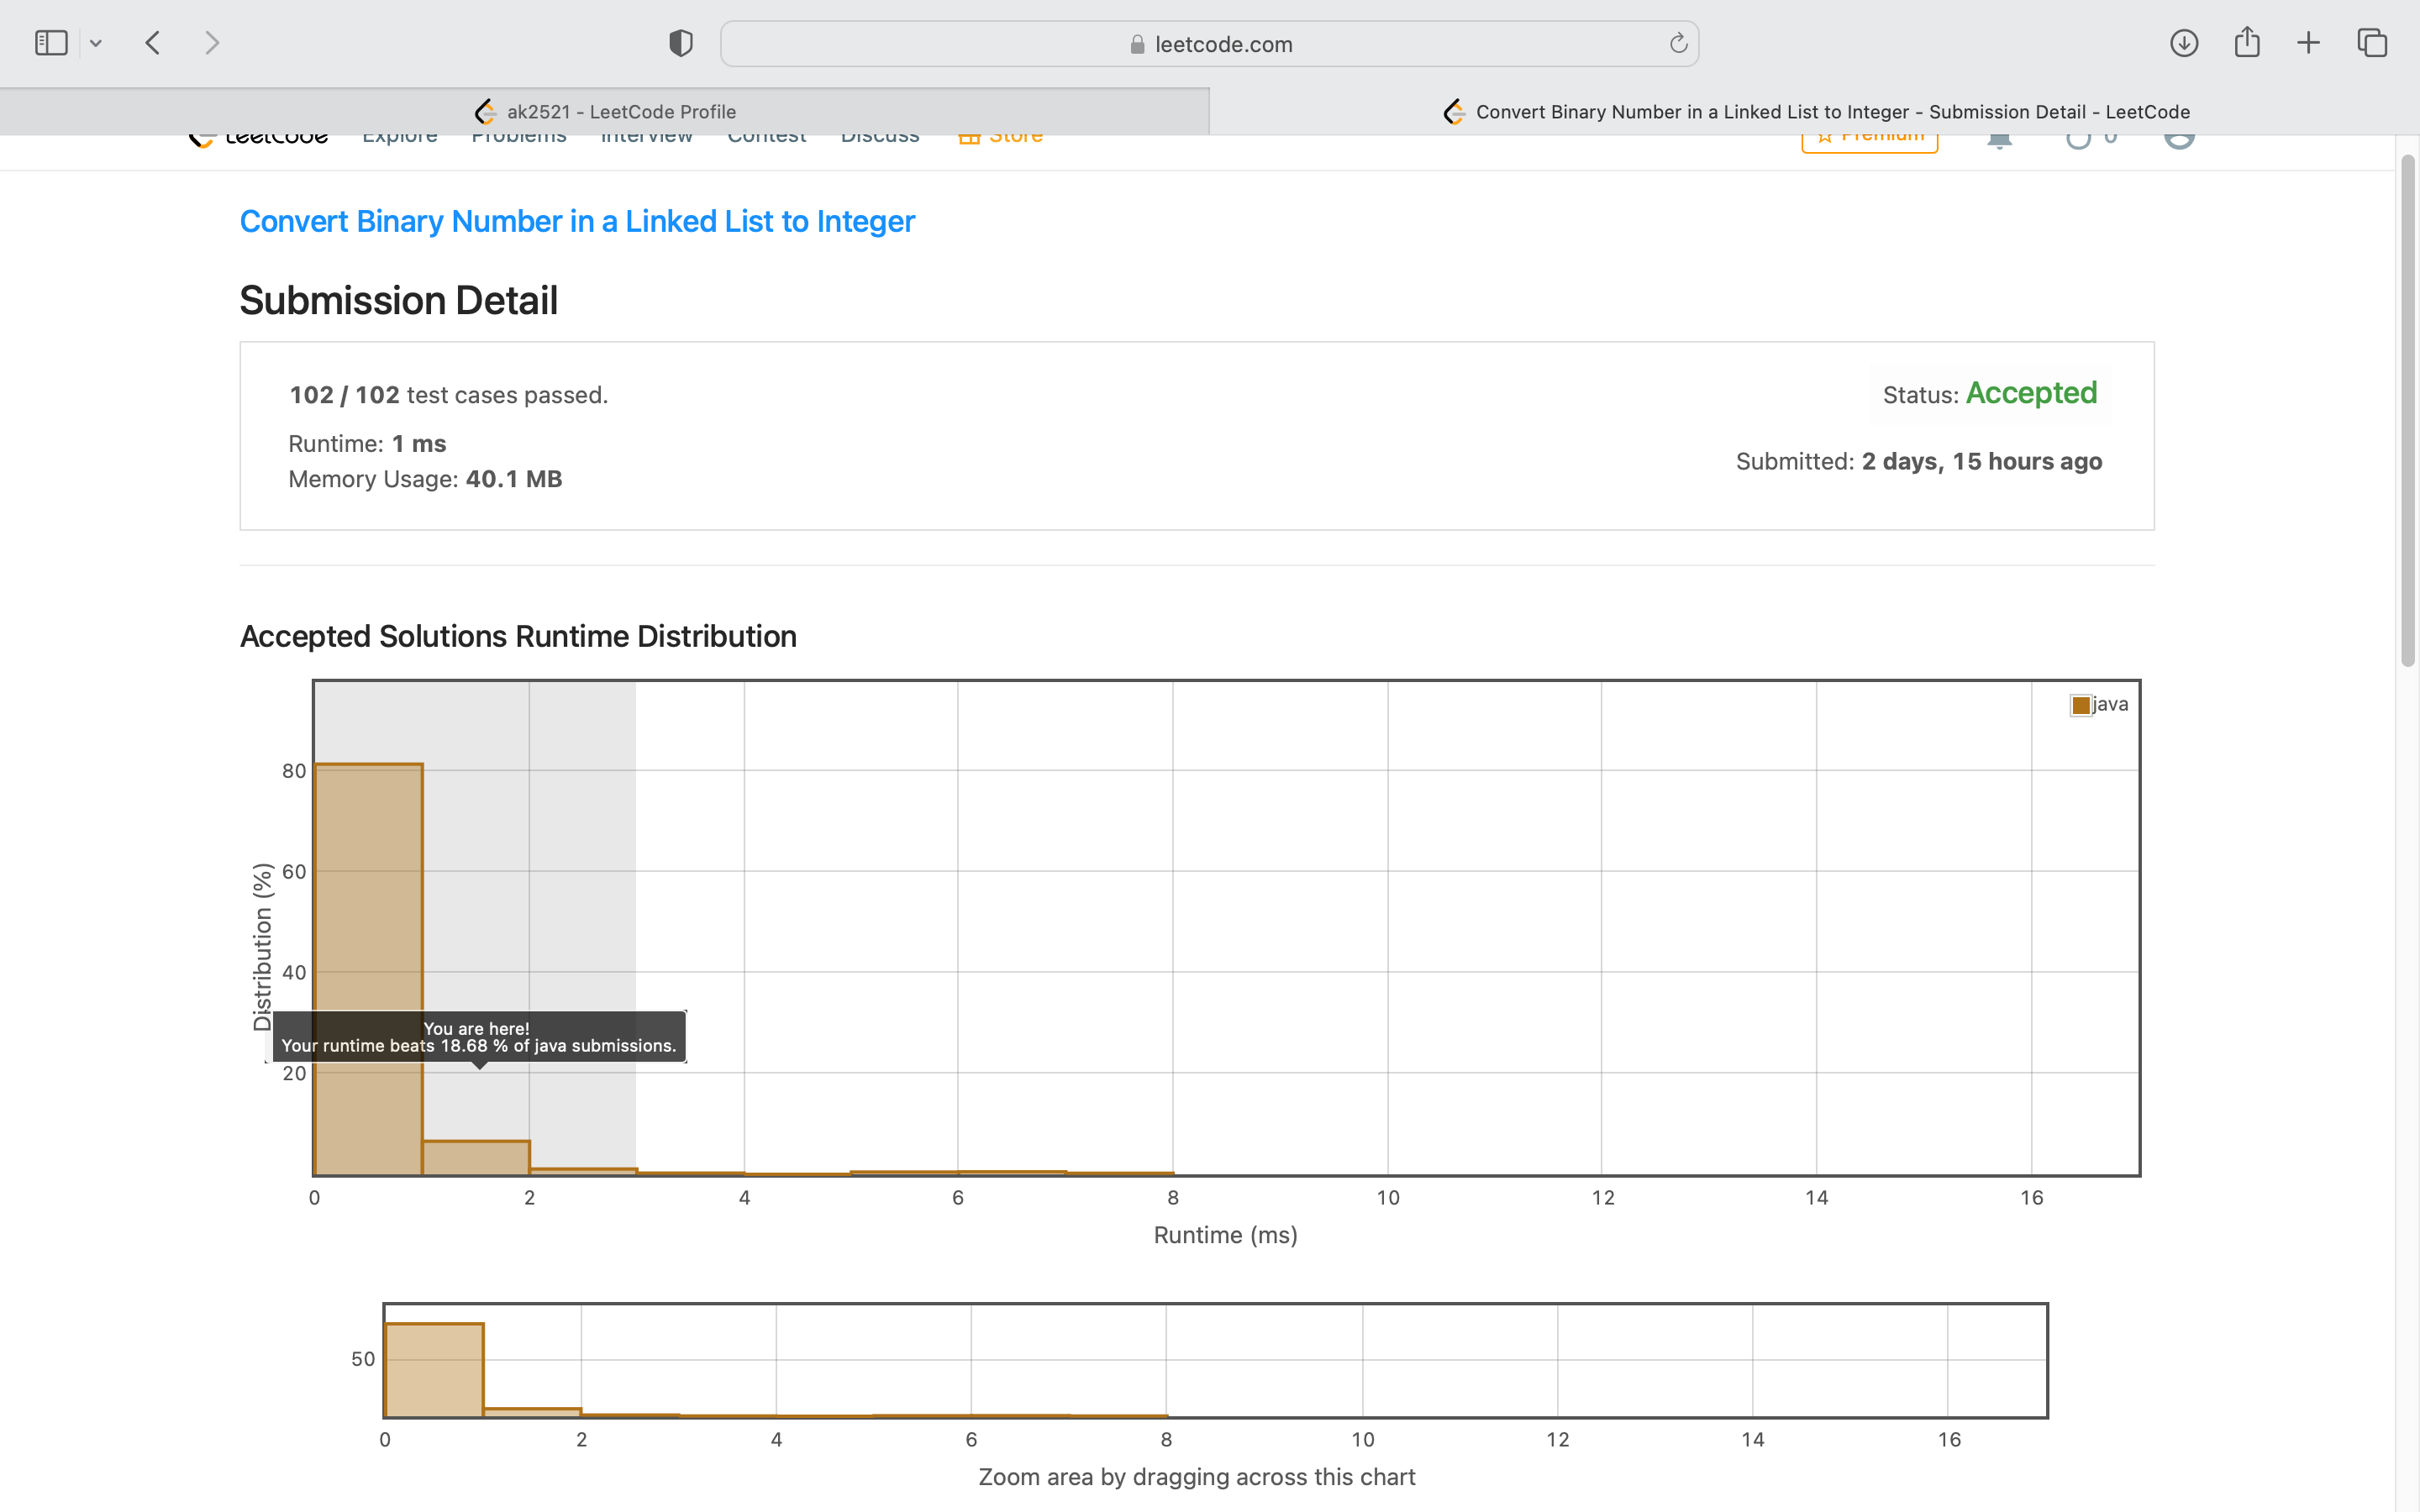 leetcode.com
ak2521 - LeetCode Profile
Convert Binary Number in a Linked List to Integer - Submission Detail - LeetCode
LeetCode Explore Problems Interview Contest Discuss Store Premium 0
Convert Binary Number in a Linked List to Integer
Submission Detail
102 / 102 test cases passed.
Status: Accepted
Runtime: 1 ms
Submitted: 2 days, 15 hours ago
Memory Usage: 40.1 MB
Accepted Solutions Runtime Distribution
java
80
60
40
20
Distribution (%)
You are here!
Your runtime beats 18.68 % of java submissions.
0 2 4 6 8 10 12 14 16
Runtime (ms)
50
0 2 4 6 8 10 12 14 16
Zoom area by dragging across this chart